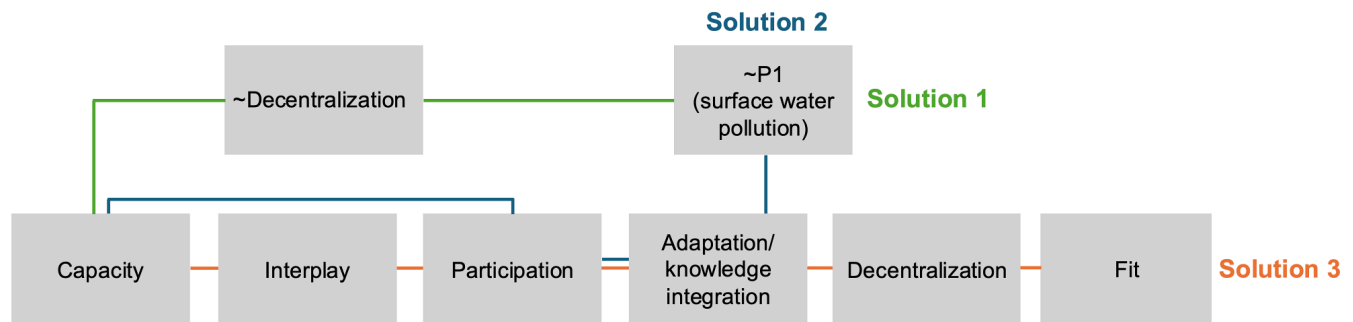 Solution 2
~Decentralization
~P1
(surface water
pollution)
Solution 1
Capacity
Interplay
Participation
Adaptation/
knowledge
integration
Decentralization
Fit
Solution 3